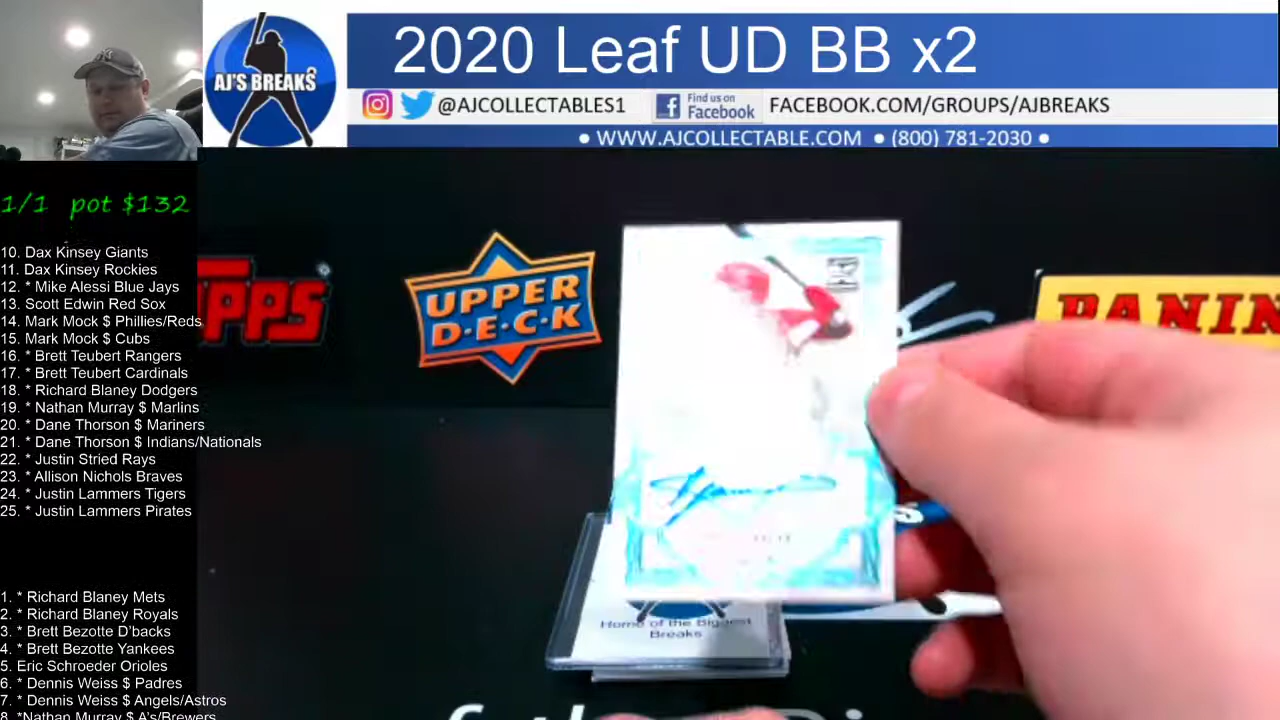 2020 Leaf UD BB x2
AJ'S BREAKS
@AJCOLLECTABLES1
Find us on
Facebook
FACEBOOK.COM/GROUPS/AJBREAKS
• WWW.AJCOLLECTABLE.COM • (800) 781-2030 •
1/1 pot $132
10. Dax Kinsey Giants
11. Dax Kinsey Rockies
12. * Mike Alessi Blue Jays
13. Scott Edwin Red Sox
14. Mark Mock $ Phillies/Reds
15. Mark Mock $ Cubs
16. * Brett Teubert Rangers
17. * Brett Teubert Cardinals
18. * Richard Blaney Dodgers
19. * Nathan Murray $ Marlins
20. * Dane Thorson $ Mariners
21. * Dane Thorson $ Indians/Nationals
22. * Justin Stried Rays
23. * Allison Nichols Braves
24. * Justin Lammers Tigers
25. * Justin Lammers Pirates
1. * Richard Blaney Mets
2. * Richard Blaney Royals
3. * Brett Bezotte D'backs
4. * Brett Bezotte Yankees
5. Eric Schroeder Orioles
6. * Dennis Weiss $ Padres
7. * Dennis Weiss $ Angels/Astros
8. *Nathan Murray $ A's/Brewers
TOPPS
UPPER
D·E·C·K
PANIN
Home of the Biggest
Breaks